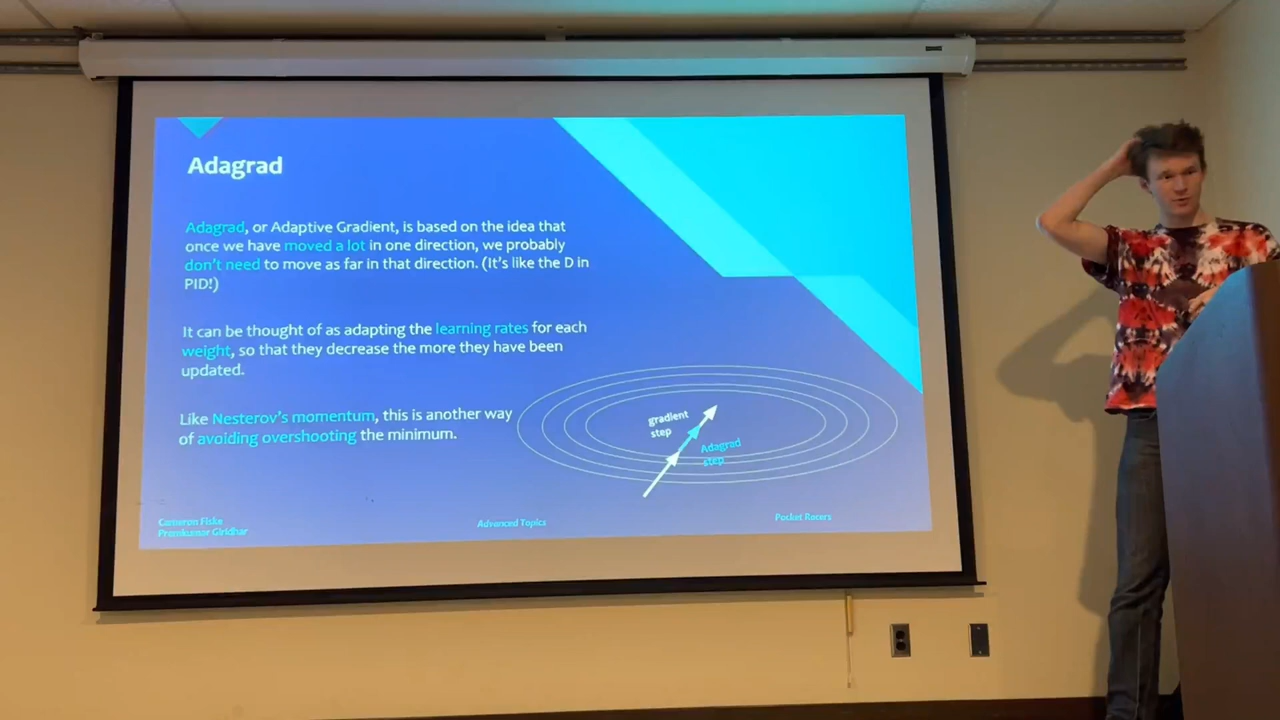 Adagrad
Adagrad, or Adaptive Gradient, is based on the idea that
once we have moved a lot in one direction, we probably
don't need to move as far in that direction. (It's like the D in
PID!)
It can be thought of as adapting the learning rates for each
weight, so that they decrease the more they have been
updated.
Like Nesterov's momentum, this is another way
of avoiding overshooting the minimum.
gradient
step
Adagrad
step
Cameron Fiske
Premkumar Giridhar
Advanced Topics
Pocket Racers